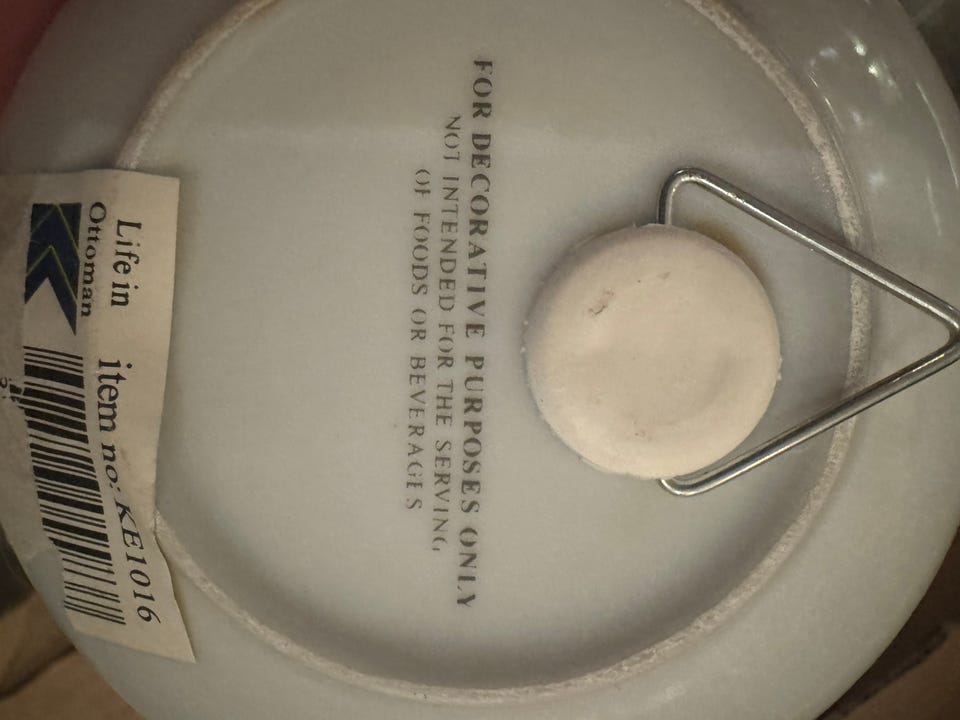 FOR DECORATIVE PURPOSES ONLY
NOT INTENDED FOR THE SERVING
OF FOODS OR BEVERAGES
Life in item no: KE1016
Ottoman